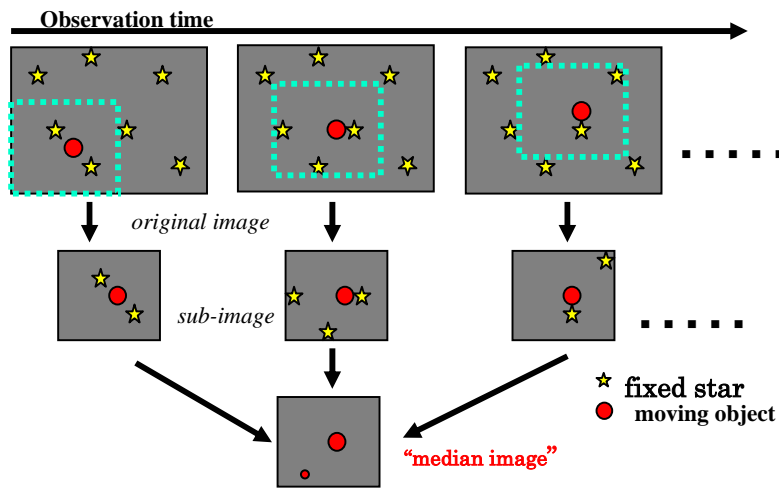 Observation time
original image
sub-image
fixed star
moving object
“median image”